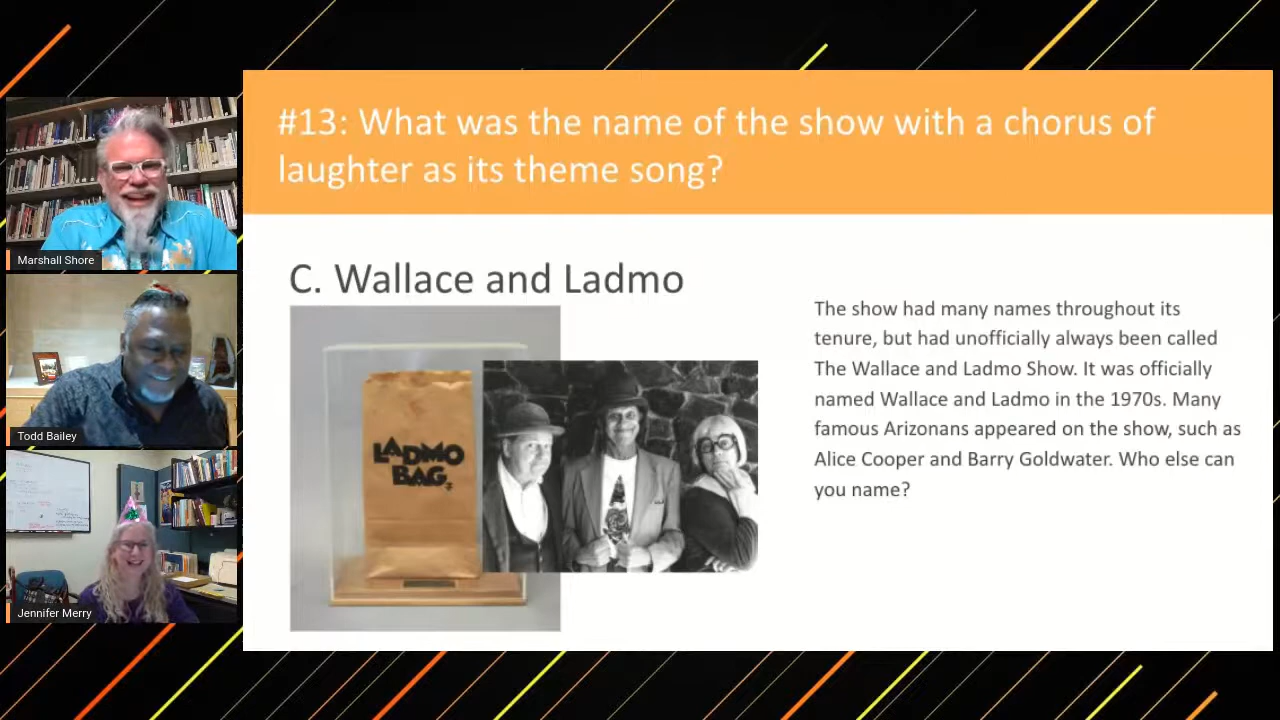 #13: What was the name of the show with a chorus of
laughter as its theme song?
C. Wallace and Ladmo
LADMO
BAG
The show had many names throughout its
tenure, but had unofficially always been called
The Wallace and Ladmo Show. It was officially
named Wallace and Ladmo in the 1970s. Many
famous Arizonans appeared on the show, such as
Alice Cooper and Barry Goldwater. Who else can
you name?
Marshall Shore
Todd Bailey
Jennifer Merry